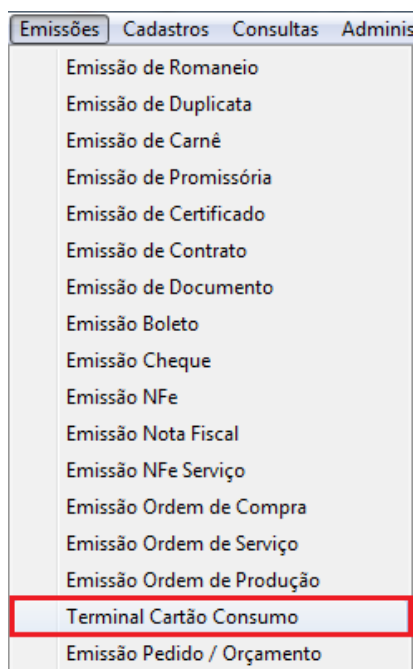 Emissões Cadastros Consultas Adminis
Emissão de Romaneio
Emissão de Duplicata
Emissão de Carnê
Emissão de Promissória
Emissão de Certificado
Emissão de Contrato
Emissão de Documento
Emissão Boleto
Emissão Cheque
Emissão NFe
Emissão Nota Fiscal
Emissão NFe Serviço
Emissão Ordem de Compra
Emissão Ordem de Serviço
Emissão Ordem de Produção
Terminal Cartão Consumo
Emissão Pedido / Orçamento